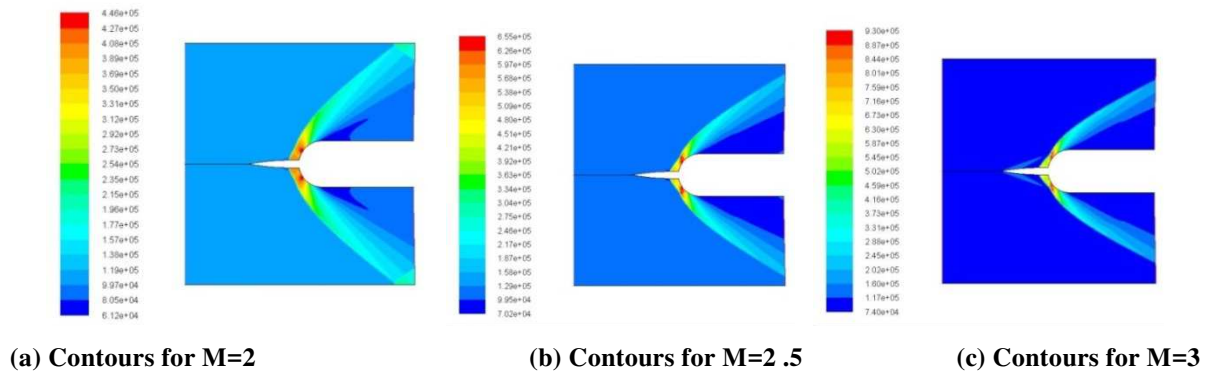 4.46e+05
4.27e+05
4.08e+05
3.89e+05
3.69e+05
3.50e+05
3.31e+05
3.12e+05
2.92e+05
2.73e+05
2.54e+05
2.35e+05
2.15e+05
1.96e+05
1.77e+05
1.57e+05
1.38e+05
1.19e+05
9.97e+04
8.05e+04
6.12e+04
6.55e+05
6.26e+05
5.97e+05
5.68e+05
5.38e+05
5.09e+05
4.80e+05
4.51e+05
4.21e+05
3.92e+05
3.63e+05
3.34e+05
3.04e+05
2.75e+05
2.46e+05
2.17e+05
1.87e+05
1.58e+05
1.29e+05
9.95e+04
7.02e+04
9.30e+05
8.87e+05
8.44e+05
8.01e+05
7.59e+05
7.16e+05
6.73e+05
6.30e+05
5.87e+05
5.45e+05
5.02e+05
4.59e+05
4.16e+05
3.73e+05
3.31e+05
2.88e+05
2.45e+05
2.02e+05
1.60e+05
1.17e+05
7.40e+04
(a) Contours for M=2
(b) Contours for M=2 .5
(c) Contours for M=3